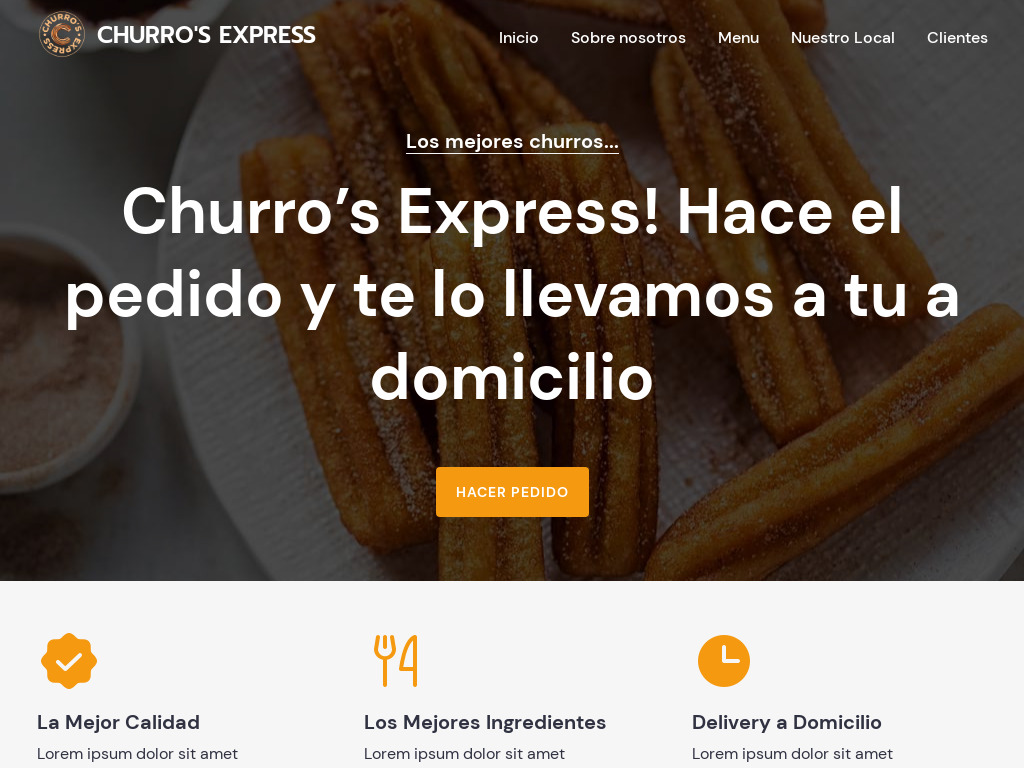 CHURRO'S EXPRESS
CHURRO'S EXPRESS
Inicio
Sobre nosotros
Menu
Nuestro Local
Clientes
Los mejores churros...
Churro’s Express! Hace el
pedido y te lo llevamos a tu a
domicilio
HACER PEDIDO
La Mejor Calidad
Lorem ipsum dolor sit amet
Los Mejores Ingredientes
Lorem ipsum dolor sit amet
Delivery a Domicilio
Lorem ipsum dolor sit amet